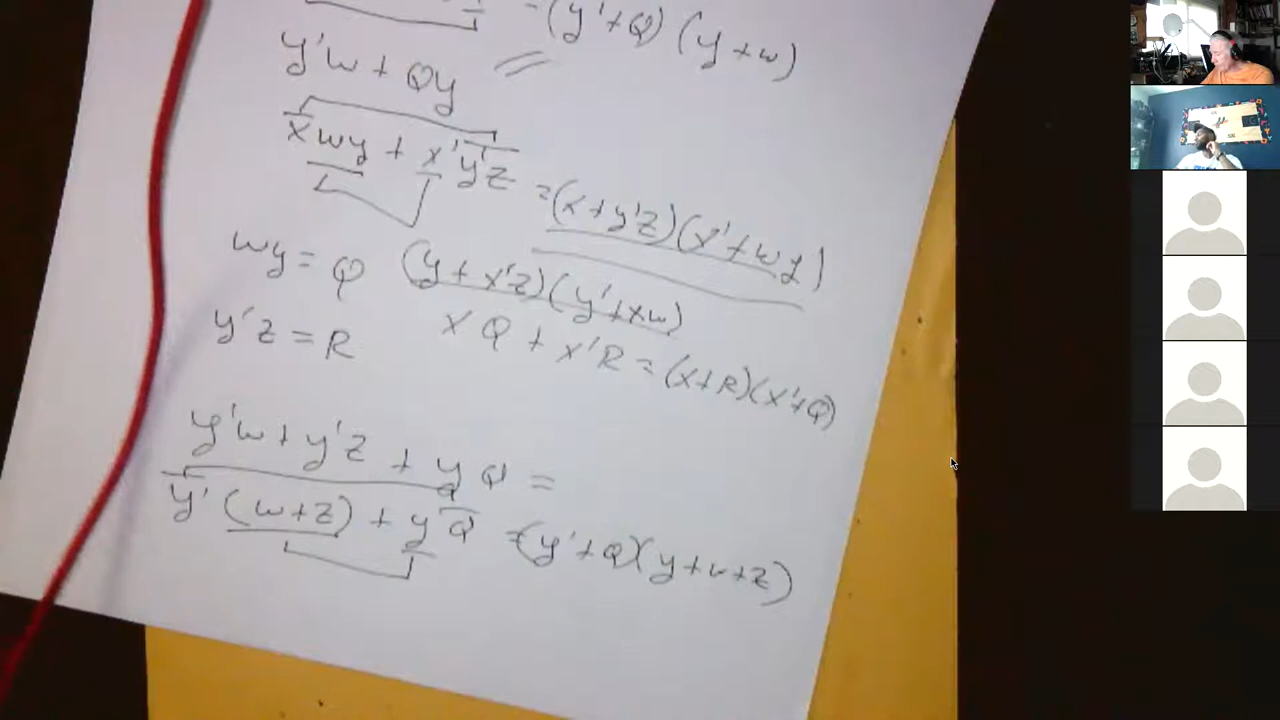 =(y'+Q)(y+w)
y'w + Qy
xwy + x'y'z = (x+y'z)(x'+wy)
wy = Q (y+x'z)(y'+xw)
y'z = R xQ + x'R = (x+R)(x'+Q)
y'w + y'z + yQ =
y'(w+z) + yQ = (y'+Q)(y+w+z)